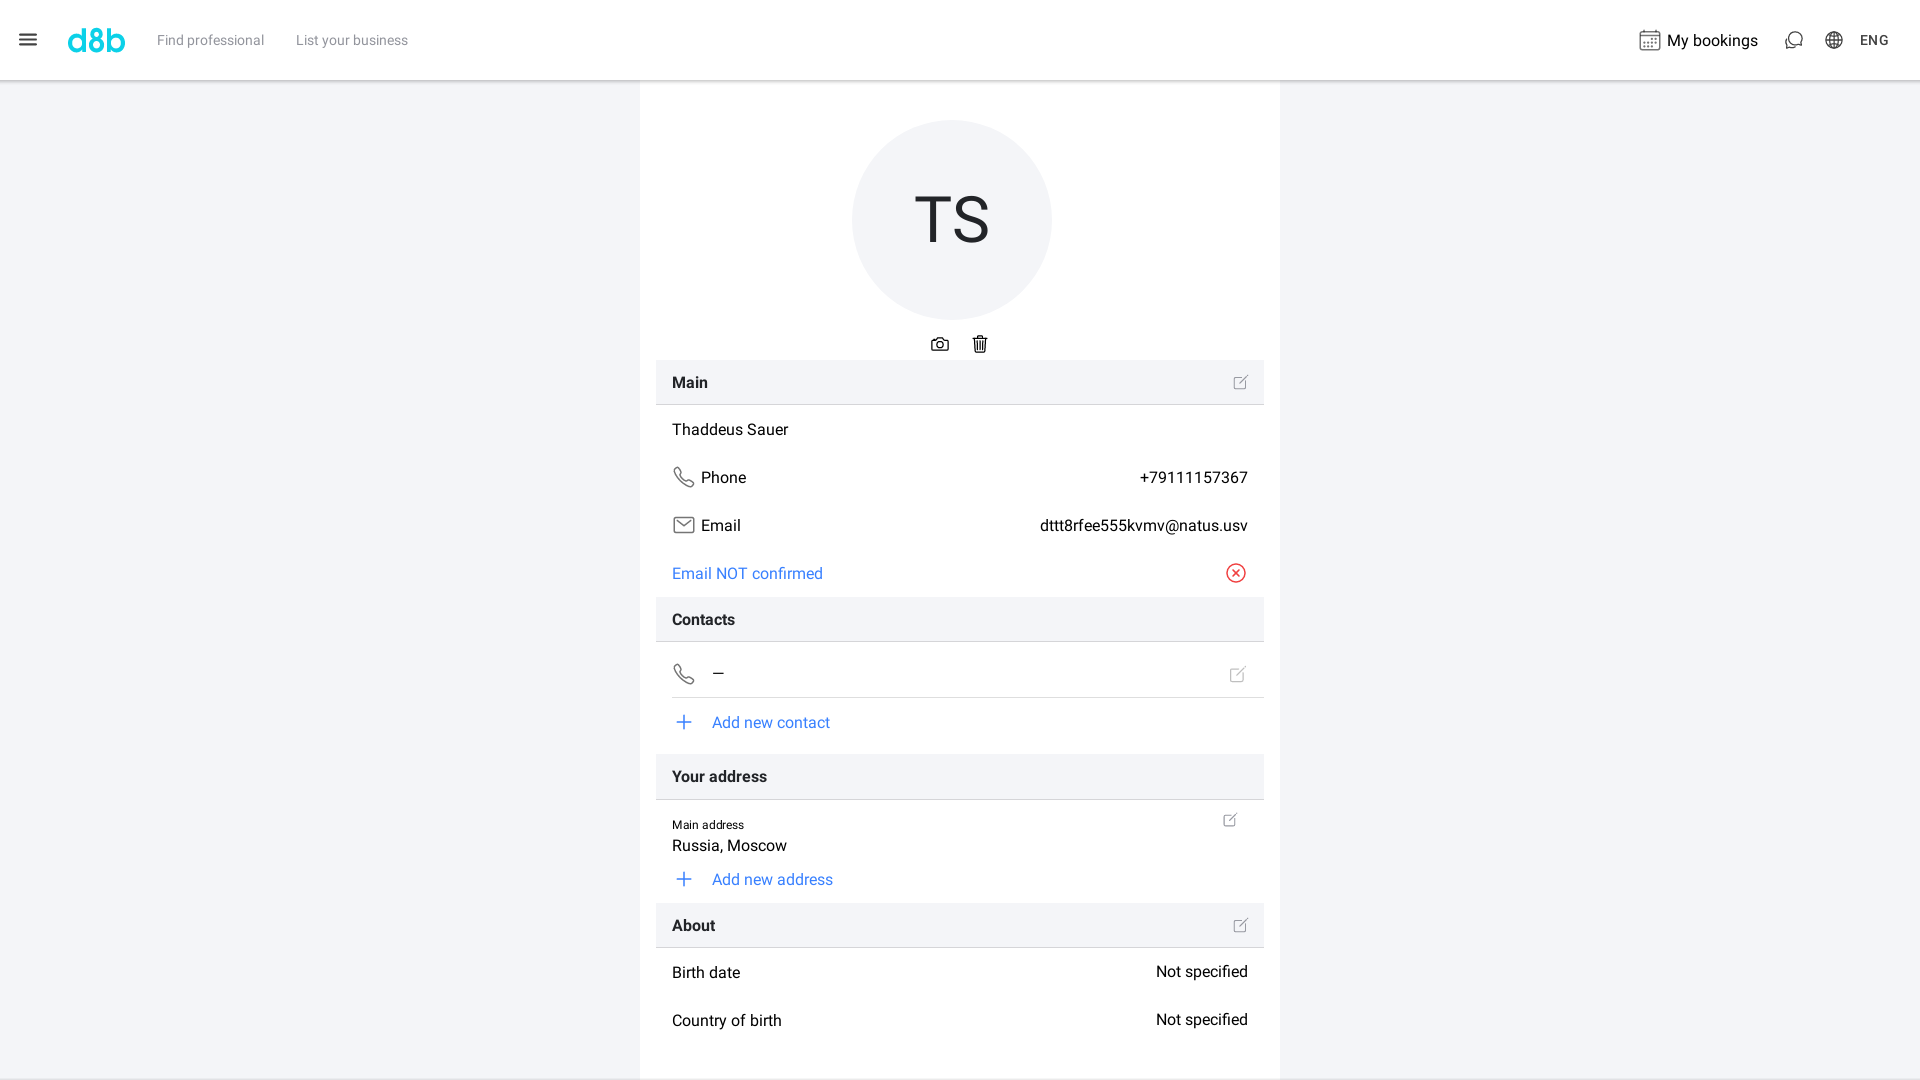 d8b
Find professional
List your business
My bookings
ENG
TS
Main
Thaddeus Sauer
Phone
+79111157367
Email
dttt8rfee555kvmv@natus.usv
Email NOT confirmed
Contacts
—
Add new contact
Your address
Main address
Russia, Moscow
Add new address
About
Birth date
Not specified
Country of birth
Not specified